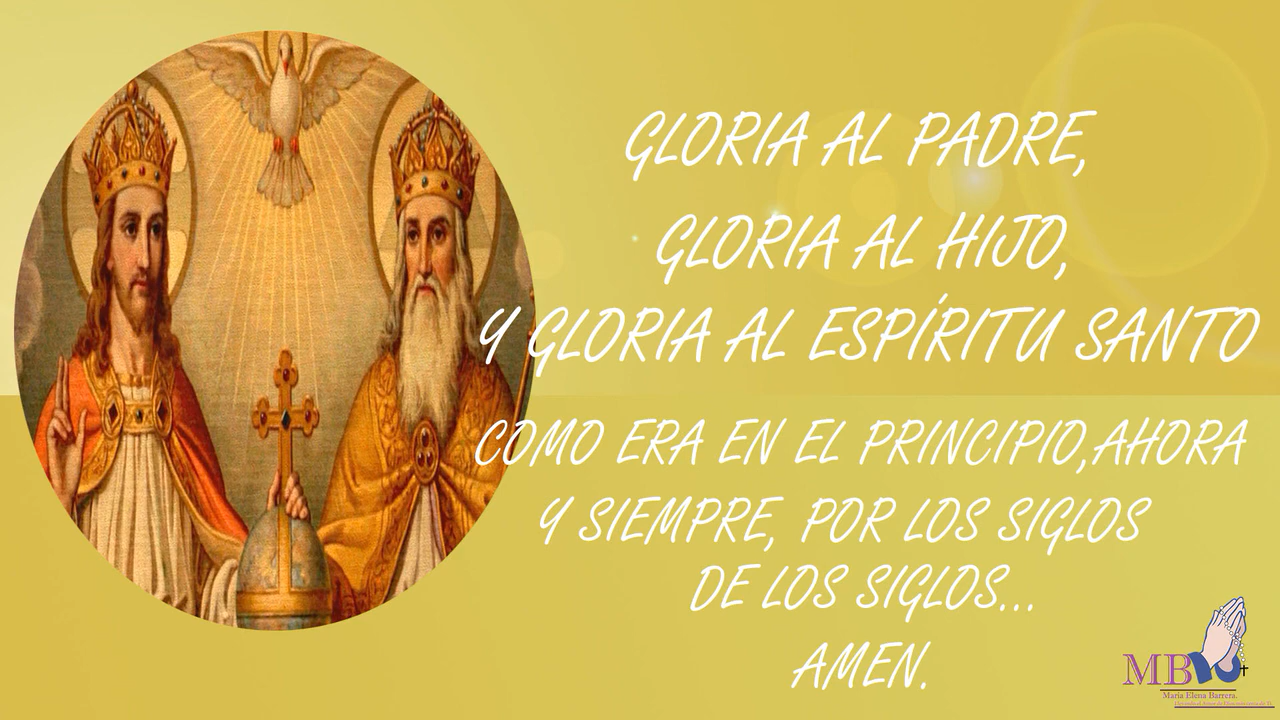 GLORIA AL PADRE,
GLORIA AL HIJO,
Y GLORIA AL ESPÍRITU SANTO
COMO ERA EN EL PRINCIPIO,AHORA
Y SIEMPRE, POR LOS SIGLOS
DE LOS SIGLOS...
AMEN.
MB
María Elena Barrera.